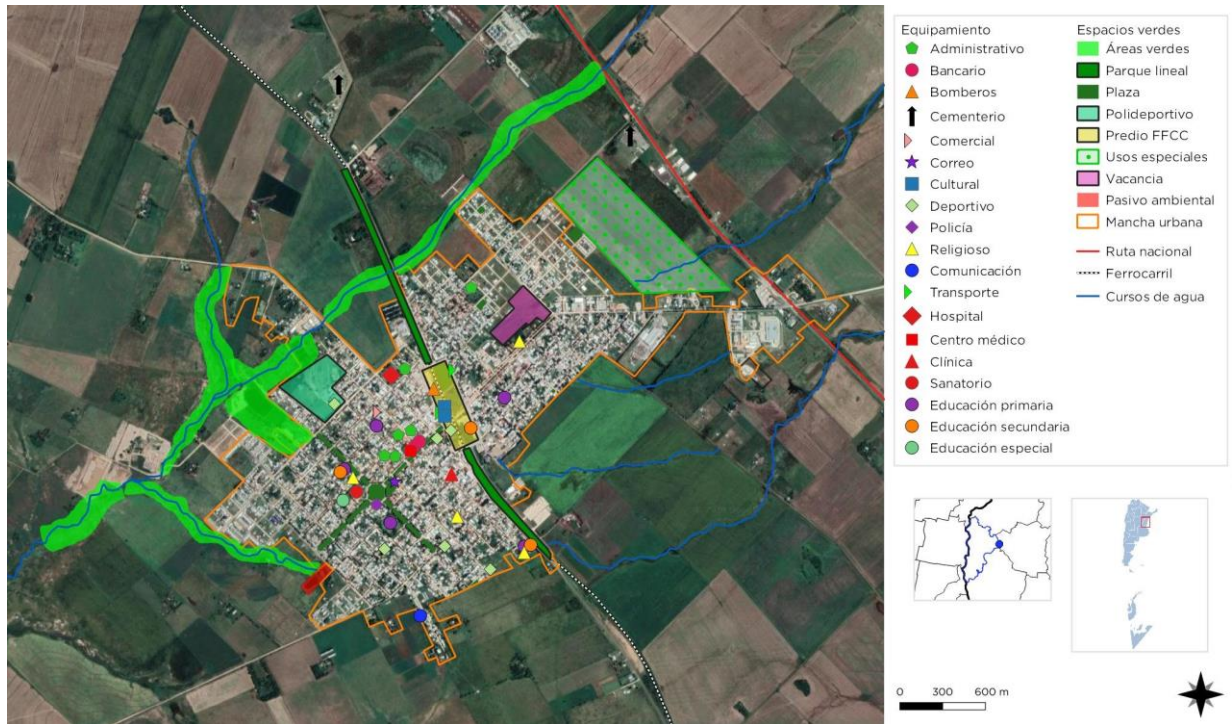 Equipamiento
Administrativo
Bancario
Bomberos
Cementerio
Comercial
Correo
Cultural
Deportivo
Policía
Religioso
Comunicación
Transporte
Hospital
Centro médico
Clínica
Sanatorio
Educación primaria
Educación secundaria
Educación especial
Espacios verdes
Áreas verdes
Parque lineal
Plaza
Polideportivo
Predio FFCC
Usos especiales
Vacancia
Pasivo ambiental
Mancha urbana
Ruta nacional
Ferrocarril
Cursos de agua
0 300 600 m